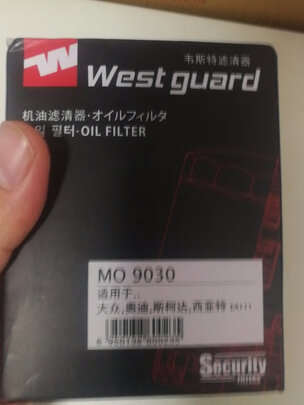 韦斯特滤清器
West guard
机油滤清器·オイルフィルタ
필터·OIL FILTER
MO 9030
适用于..
大众,奥迪,斯柯达,西亚特
Security